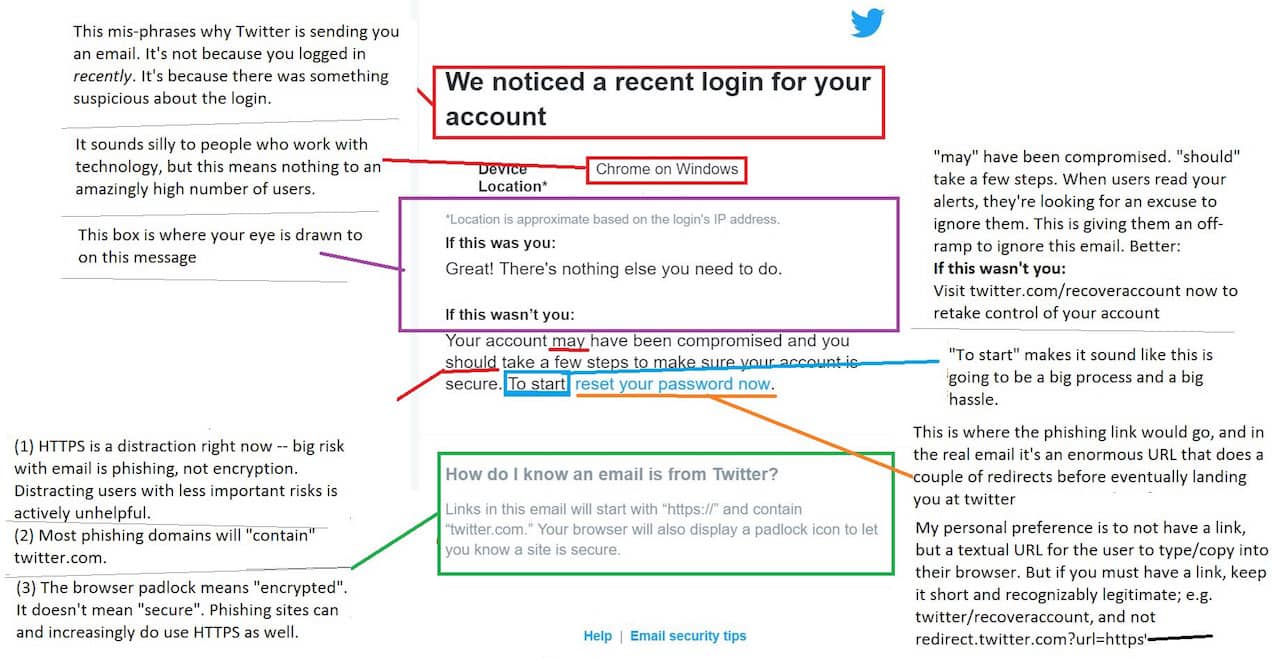 This mis-phrases why Twitter is sending you
an email. It's not because you logged in
recently. It's because there was something
suspicious about the login.
It sounds silly to people who work with
technology, but this means nothing to an
amazingly high number of users.
This box is where your eye is drawn to
on this message
(1) HTTPS is a distraction right now -- big risk
with email is phishing, not encryption.
Distracting users with less important risks is
actively unhelpful.
(2) Most phishing domains will "contain"
twitter.com.
(3) The browser padlock means "encrypted".
It doesn't mean "secure". Phishing sites can
and increasingly do use HTTPS as well.
We noticed a recent login for your
account
Device
Chrome on Windows
Location*
*Location is approximate based on the login's IP address.
If this was you:
Great! There's nothing else you need to do.
If this wasn't you:
Your account may have been compromised and you
should take a few steps to make sure your account is
secure. To start reset your password now.
How do I know an email is from Twitter?
Links in this email will start with “https://” and contain
“twitter.com.” Your browser will also display a padlock icon to let
you know a site is secure.
Help | Email security tips
"may" have been compromised. "should"
take a few steps. When users read your
alerts, they're looking for an excuse to
ignore them. This is giving them an off-
ramp to ignore this email. Better:
If this wasn't you:
Visit twitter.com/recoveraccount now to
retake control of your account
"To start" makes it sound like this is
going to be a big process and a big
hassle.
This is where the phishing link would go, and in
the real email it's an enormous URL that does a
couple of redirects before eventually landing
you at twitter
My personal preference is to not have a link,
but a textual URL for the user to type/copy into
their browser. But if you must have a link, keep
it short and recognizably legitimate; e.g.
twitter/recoveraccount, and not
redirect.twitter.com?url=https'